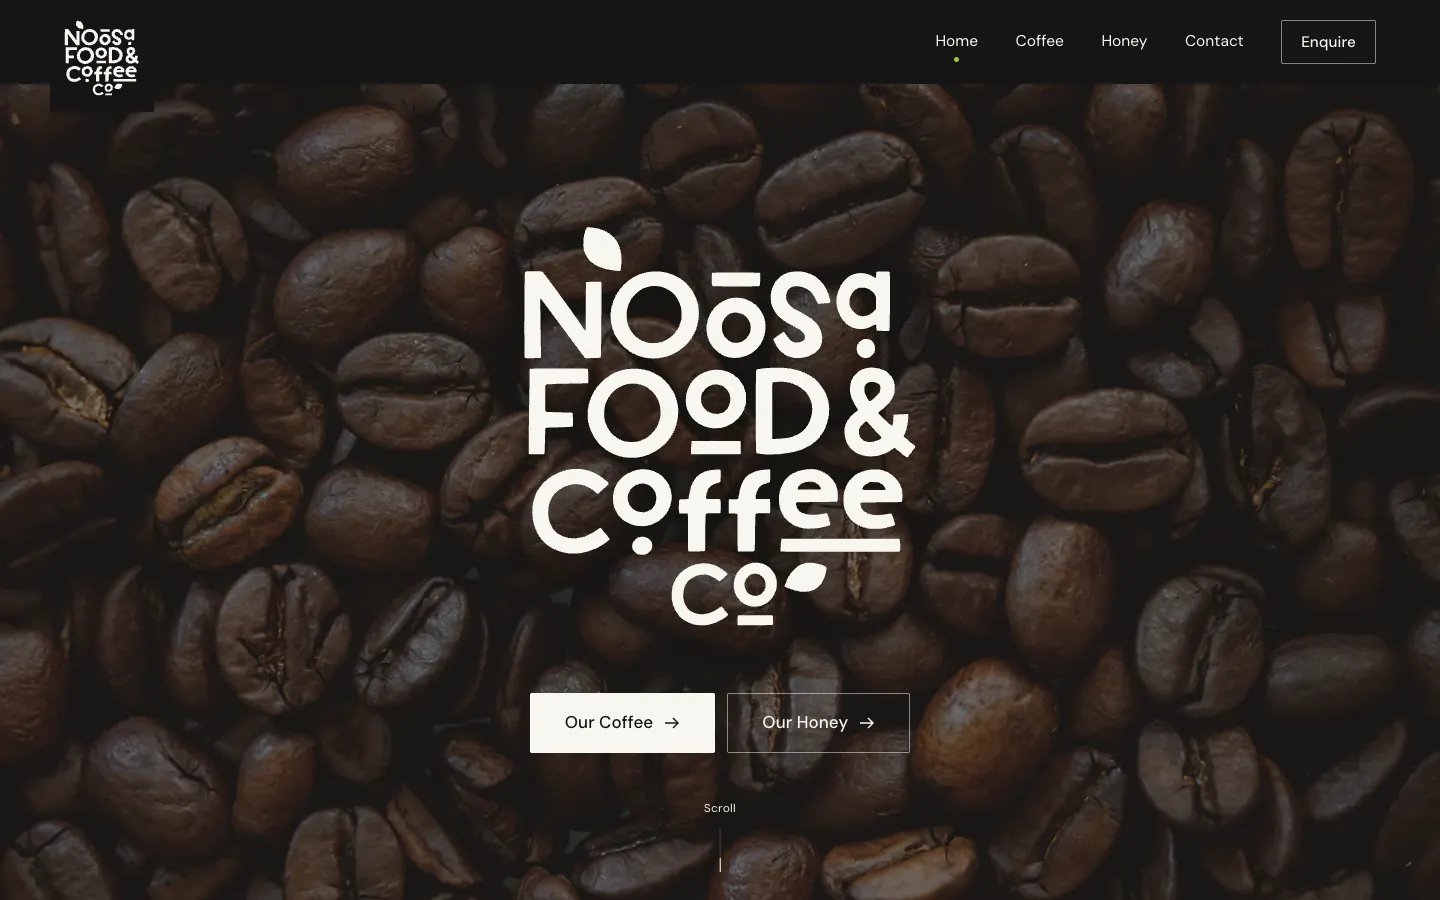 NOosa
FOoD &
Coffee
Co
Home
Coffee
Honey
Contact
Enquire
NOosa
FOoD &
Coffee
Co
Our Coffee →
Our Honey →
Scroll